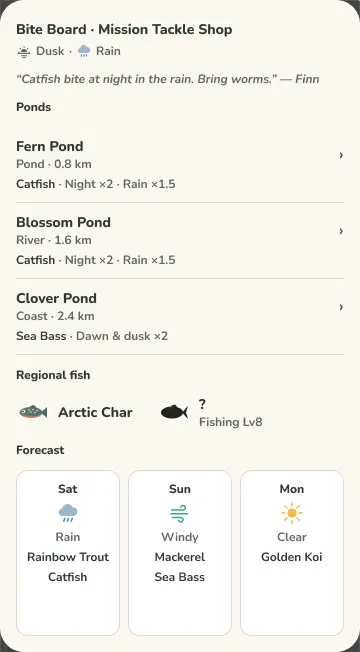 Bite Board · Mission Tackle Shop
Dusk · Rain
“Catfish bite at night in the rain. Bring worms.” — Finn
Ponds
Fern Pond
Pond · 0.8 km
Catfish · Night ×2 · Rain ×1.5
Blossom Pond
River · 1.6 km
Catfish · Night ×2 · Rain ×1.5
Clover Pond
Coast · 2.4 km
Sea Bass · Dawn & dusk ×2
Regional fish
Arctic Char
?
Fishing Lv8
Forecast
Sat
Rain
Rainbow Trout
Catfish
Sun
Windy
Mackerel
Sea Bass
Mon
Clear
Golden Koi